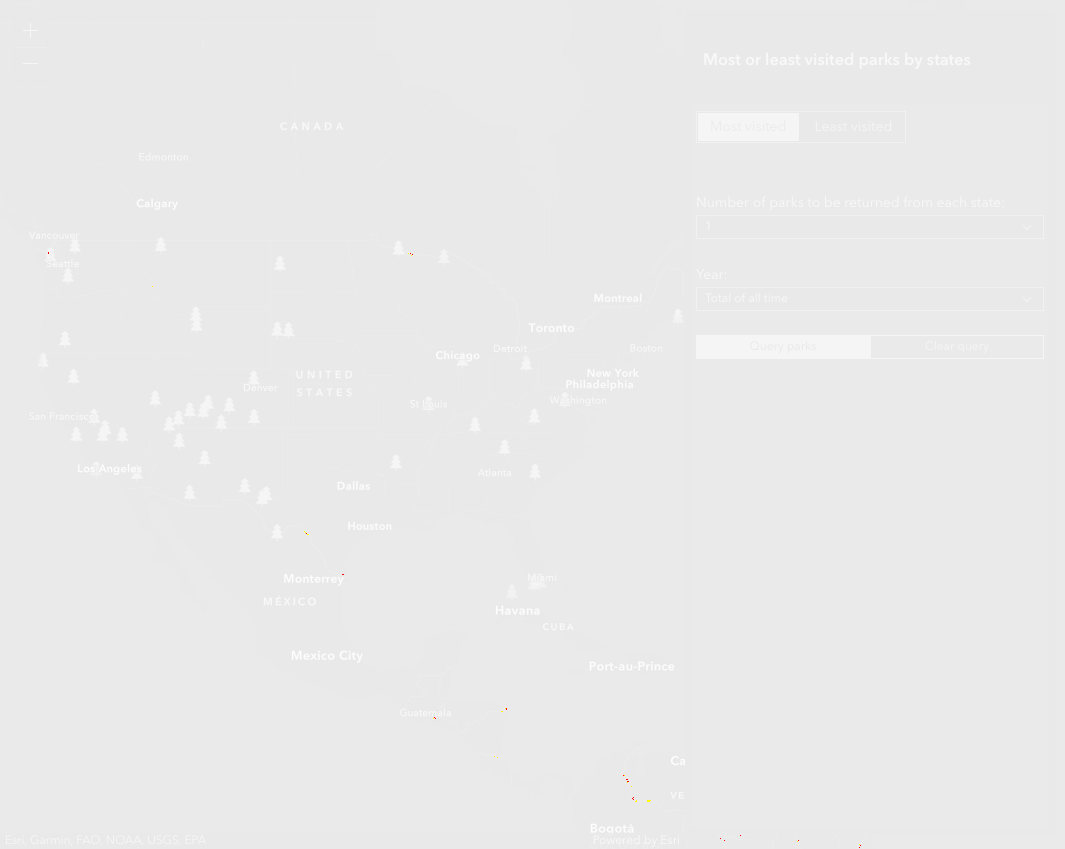 Most or least visited parks by states
Most visited
Least visited
Number of parks to be returned from each state:
1
Year:
Total of all time
Query parks
Clear query
CANADA
Edmonton
Calgary
Vancouver
Seattle
Montreal
Toronto
Detroit
Boston
Chicago
New York
Philadelphia
UNITED
STATES
Denver
St Louis
Washington
San Francisco
Los Angeles
Atlanta
Dallas
Houston
Monterrey
MÉXICO
Miami
Havana
CUBA
Mexico City
Port-au-Prince
Guatemala
Ca
VE
Bogotá
Esri, Garmin, FAO, NOAA, USGS, EPA
Powered by Esri